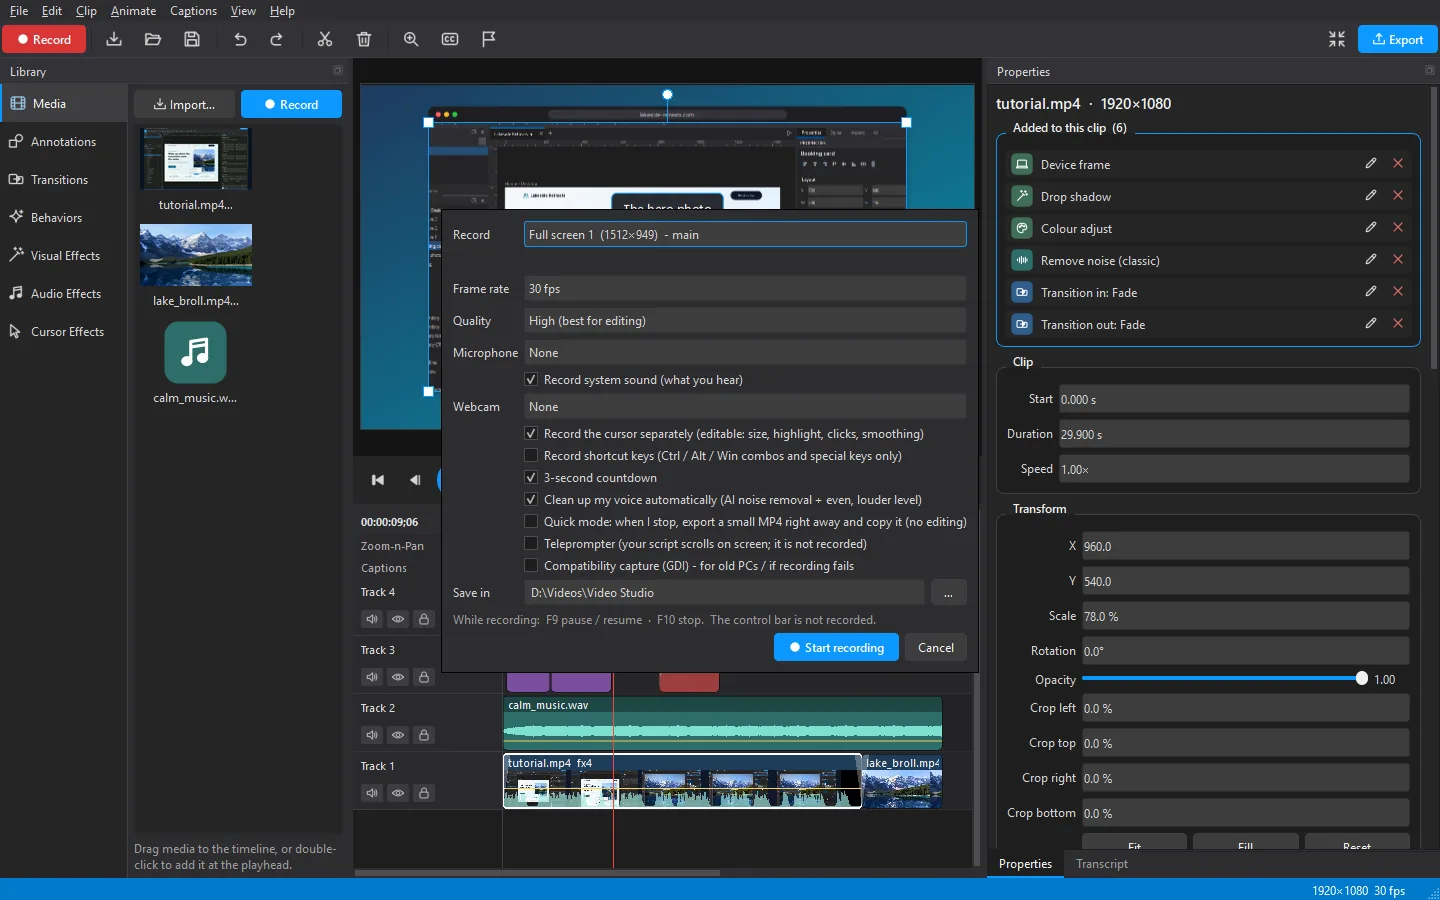 File Edit Clip Animate Captions View Help
Record
Export
Library
Properties
Media
Annotations
Transitions
Behaviors
Visual Effects
Audio Effects
Cursor Effects
Import...
Record
tutorial.mp4...
lake_broll.mp4...
calm_music.w...
Drag media to the timeline, or double-
click to add it at the playhead.
lakeside-retreats.com
Lakeside Retreats
The hero photo
Record Full screen 1 (1512×949) - main
Frame rate 30 fps
Quality High (best for editing)
Microphone None
Record system sound (what you hear)
Webcam None
Record the cursor separately (editable: size, highlight, clicks, smoothing)
Record shortcut keys (Ctrl / Alt / Win combos and special keys only)
3-second countdown
Clean up my voice automatically (AI noise removal + even, louder level)
Quick mode: when I stop, export a small MP4 right away and copy it (no editing)
Teleprompter (your script scrolls on screen; it is not recorded)
Compatibility capture (GDI) - for old PCs / if recording fails
Save in D:\Videos\Video Studio ...
While recording: F9 pause / resume · F10 stop. The control bar is not recorded.
Start recording Cancel
00:00:09;06
Zoom-n-Pan
Captions
Track 4
Track 3
Track 2
calm_music.wav
Track 1
tutorial.mp4 fx4
lake_broll.mp4
tutorial.mp4 · 1920×1080
Added to this clip (6)
Device frame
Drop shadow
Colour adjust
Remove noise (classic)
Transition in: Fade
Transition out: Fade
Clip
Start 0.000 s
Duration 29.900 s
Speed 1.00×
Transform
X 960.0
Y 540.0
Scale 78.0 %
Rotation 0.0°
Opacity 1.00
Crop left 0.0 %
Crop top 0.0 %
Crop right 0.0 %
Crop bottom 0.0 %
Fit Fill Reset
Properties Transcript
1920×1080 30 fps